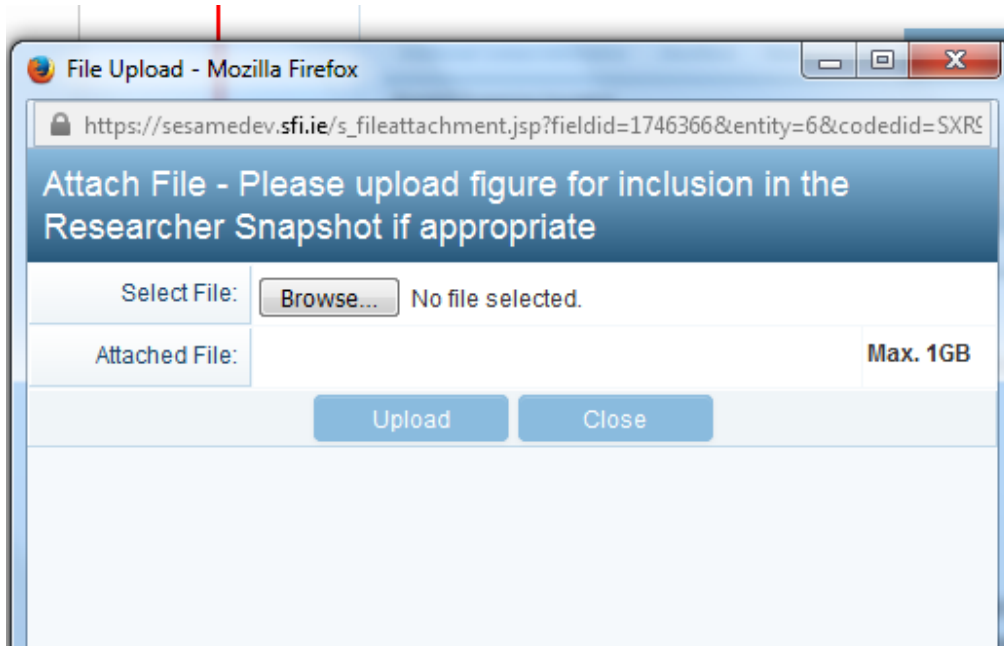 File Upload - Mozilla Firefox
https://sesamedev.sfi.ie/s_fileattachment.jsp?fieldid=1746366&entity=6&codedid=SXR9
Attach File - Please upload figure for inclusion in the
Researcher Snapshot if appropriate
Select File: Browse... No file selected.
Attached File: Max. 1GB
Upload Close